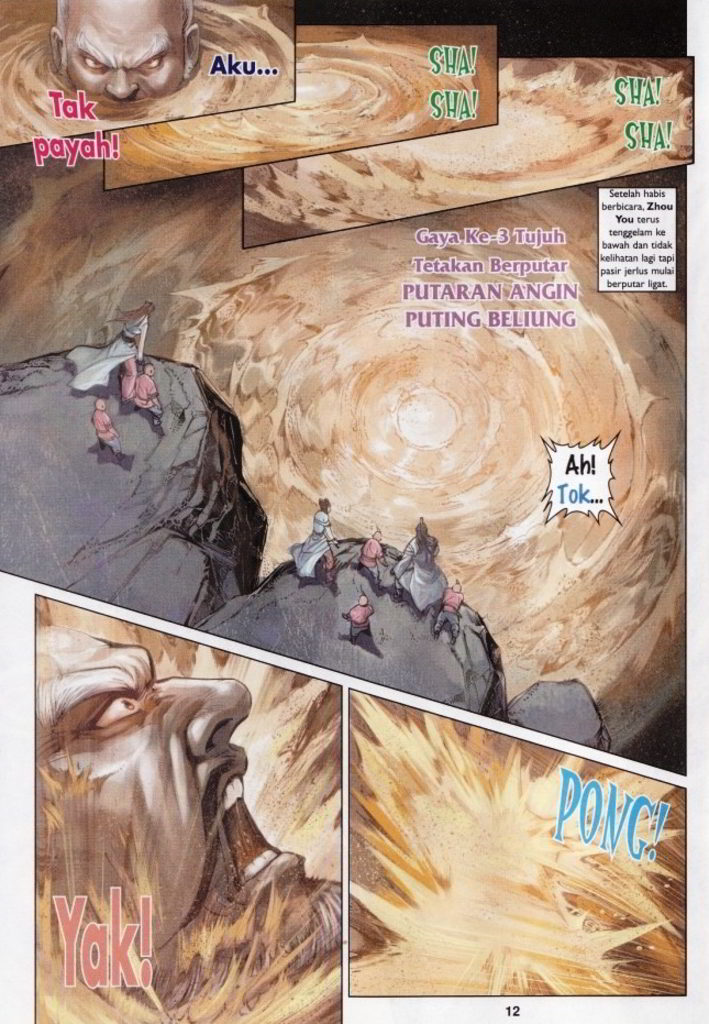 Aku...
Tak
payah!
SHA!
SHA!
SHA!
SHA!
Setelah habis
berbicara, Zhou
You terus
tenggelam ke
bawah dan tidak
kelihatan lagi tapi
pasir jerlus mulai
berputar ligat.
Gaya Ke-3 Tujuh
Tetakan Berputar
PUTARAN ANGIN
PUTING BELIUNG
Ah!
Tok...
Yak!
PONG!
12